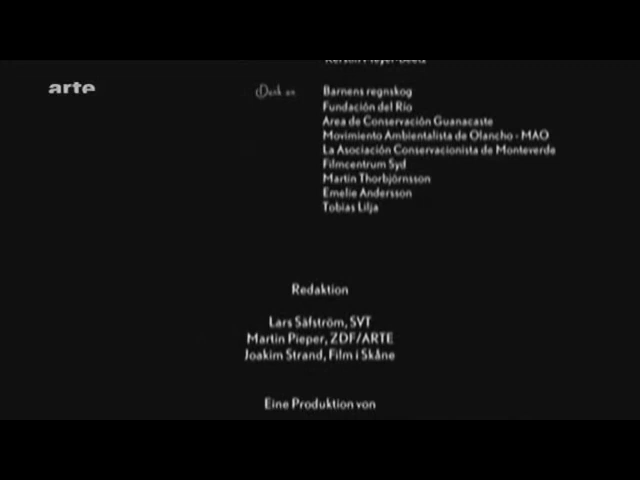 arte
Dank an
Barnens regnskog
Fundación del Río
Area de Conservación Guanacaste
Movimiento Ambientalista de Olancho - MAO
La Asociación Conservacionista de Monteverde
Filmcentrum Syd
Martin Thorbjörnsson
Emelie Andersson
Tobias Lilja
Redaktion
Lars Säfström, SVT
Martin Pieper, ZDF/ARTE
Joakim Strand, Film i Skåne
Eine Produktion von